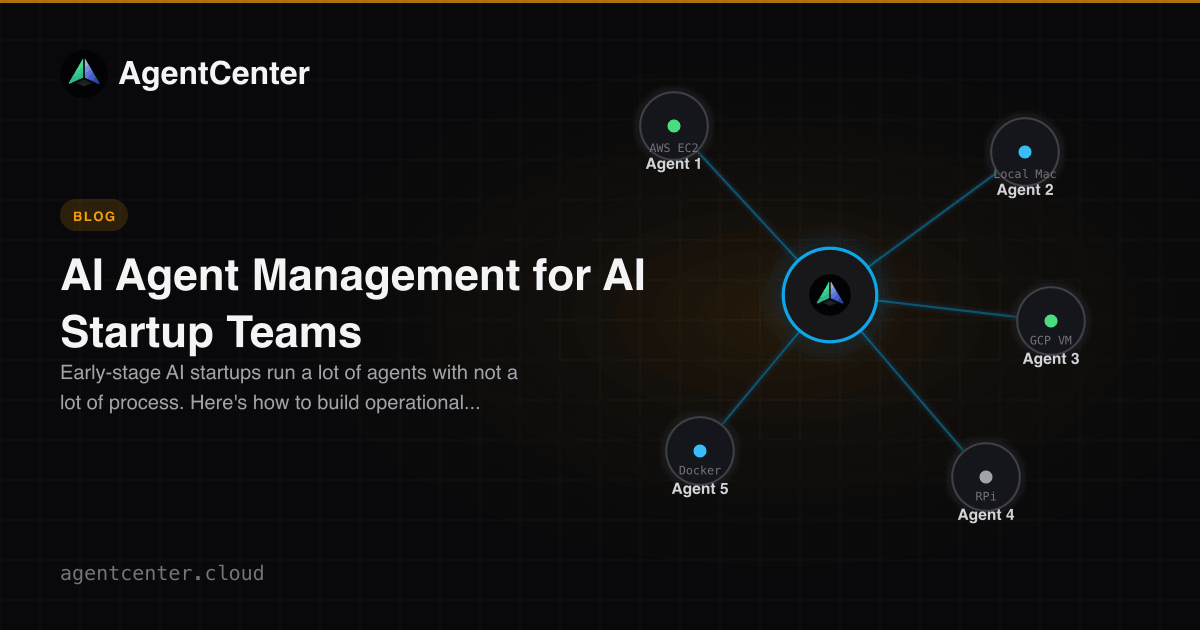 AgentCenter
BLOG
AI Agent Management for AI
Startup Teams
Early-stage AI startups run a lot of agents with not a
lot of process. Here's how to build operational...
agentcenter.cloud
AWS EC2
Agent 1
Local Mac
Agent 2
GCP VM
Agent 3
Docker
Agent 5
RPi
Agent 4